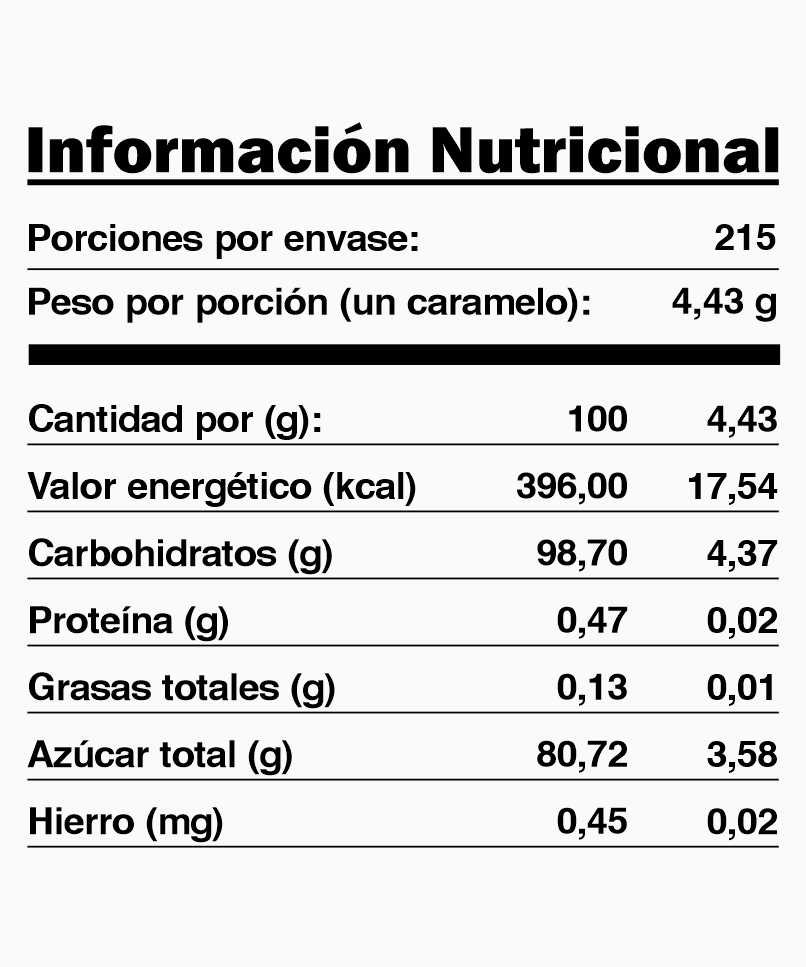 Información Nutricional
Porciones por envase: 215
Peso por porción (un caramelo): 4,43 g
Cantidad por (g): 100 4,43
Valor energético (kcal) 396,00 17,54
Carbohidratos (g) 98,70 4,37
Proteína (g) 0,47 0,02
Grasas totales (g) 0,13 0,01
Azúcar total (g) 80,72 3,58
Hierro (mg) 0,45 0,02